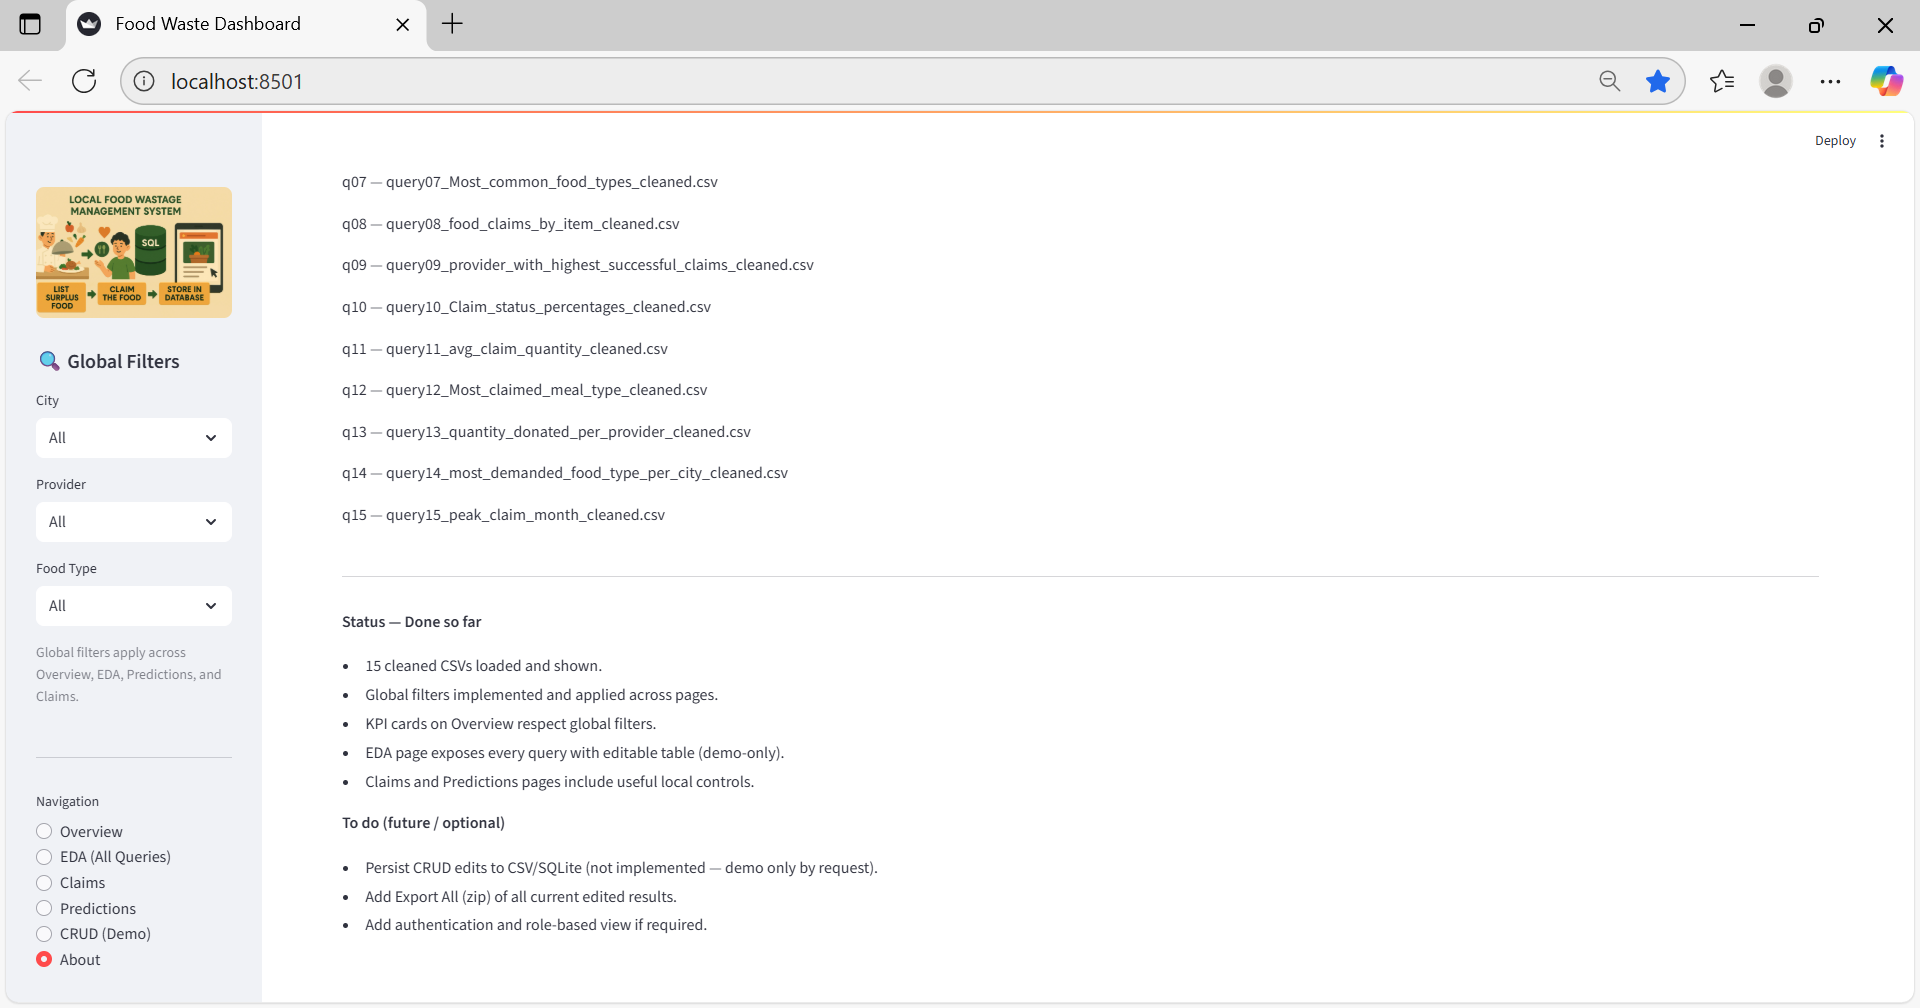 Food Waste Dashboard
localhost:8501
Deploy
LOCAL FOOD WASTAGE
MANAGEMENT SYSTEM
SQL
LIST
SURPLUS
FOOD
CLAIM
THE FOOD
STORE IN
DATABASE
Global Filters
City
All
Provider
All
Food Type
All
Global filters apply across
Overview, EDA, Predictions, and
Claims.
Navigation
Overview
EDA (All Queries)
Claims
Predictions
CRUD (Demo)
About
q07 — query07_Most_common_food_types_cleaned.csv
q08 — query08_food_claims_by_item_cleaned.csv
q09 — query09_provider_with_highest_successful_claims_cleaned.csv
q10 — query10_Claim_status_percentages_cleaned.csv
q11 — query11_avg_claim_quantity_cleaned.csv
q12 — query12_Most_claimed_meal_type_cleaned.csv
q13 — query13_quantity_donated_per_provider_cleaned.csv
q14 — query14_most_demanded_food_type_per_city_cleaned.csv
q15 — query15_peak_claim_month_cleaned.csv
Status — Done so far
• 15 cleaned CSVs loaded and shown.
• Global filters implemented and applied across pages.
• KPI cards on Overview respect global filters.
• EDA page exposes every query with editable table (demo-only).
• Claims and Predictions pages include useful local controls.
To do (future / optional)
• Persist CRUD edits to CSV/SQLite (not implemented — demo only by request).
• Add Export All (zip) of all current edited results.
• Add authentication and role-based view if required.